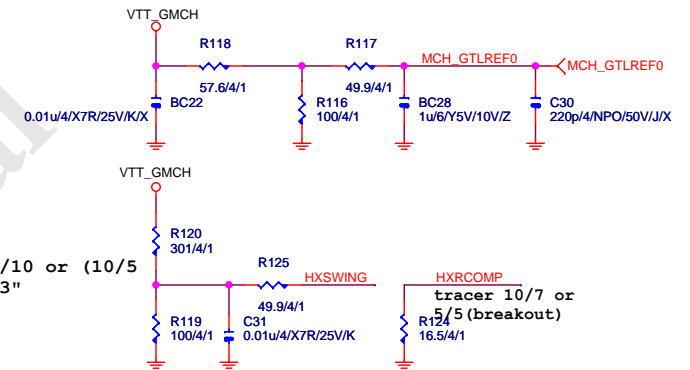 VTT_GMCH
R118
R117
MCH_GTLREF0
MCH_GTLREF0
57.6/4/1
49.9/4/1
BC22
0.01u/4/X7R/25V/K/X
R116
100/4/1
BC28
1u/6/Y5V/10V/Z
C30
220p/4/NPO/50V/J/X
VTT_GMCH
R120
301/4/1
/10 or (10/5
3"
R125
HXSWING
HXRCOMP
49.9/4/1
tracer 10/7 or
5/5(breakout)
R119
100/4/1
C31
0.01u/4/X7R/25V/K
R124
16.5/4/1